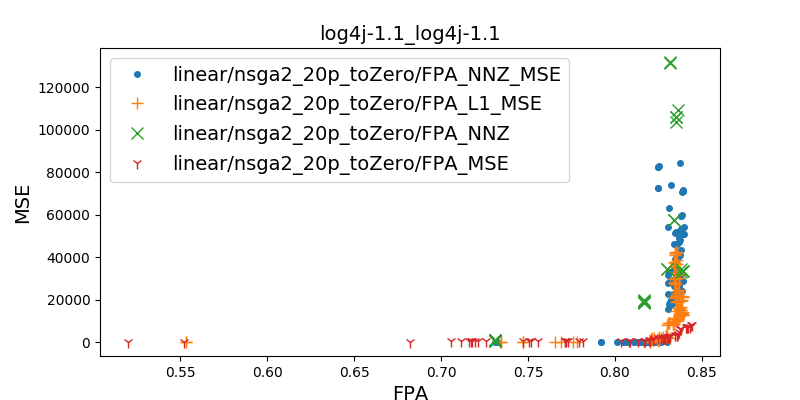 log4j-1.1_log4j-1.1
linear/nsga2_20p_toZero/FPA_NNZ_MSE
linear/nsga2_20p_toZero/FPA_L1_MSE
linear/nsga2_20p_toZero/FPA_NNZ
linear/nsga2_20p_toZero/FPA_MSE
MSE
120000
100000
80000
60000
40000
20000
0
0.55 0.60 0.65 0.70 0.75 0.80 0.85
FPA